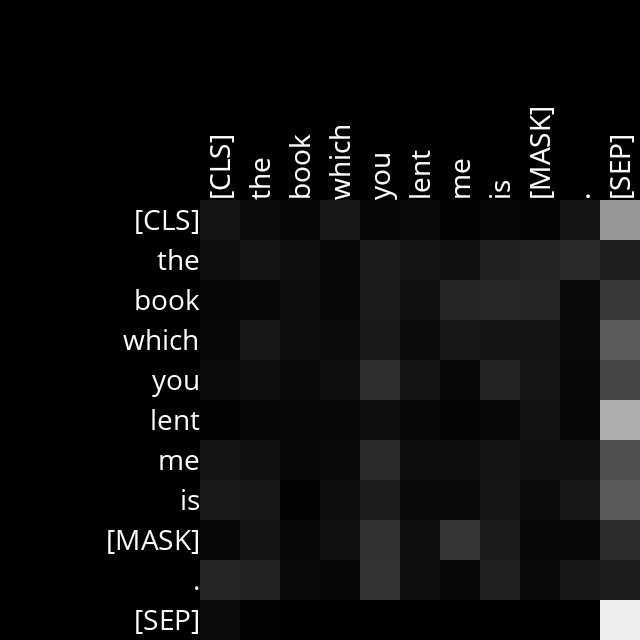 [CLS] the book which you lent me is [MASK] . [SEP]
[CLS]
the
book
which
you
lent
me
is
[MASK]
.
[SEP]